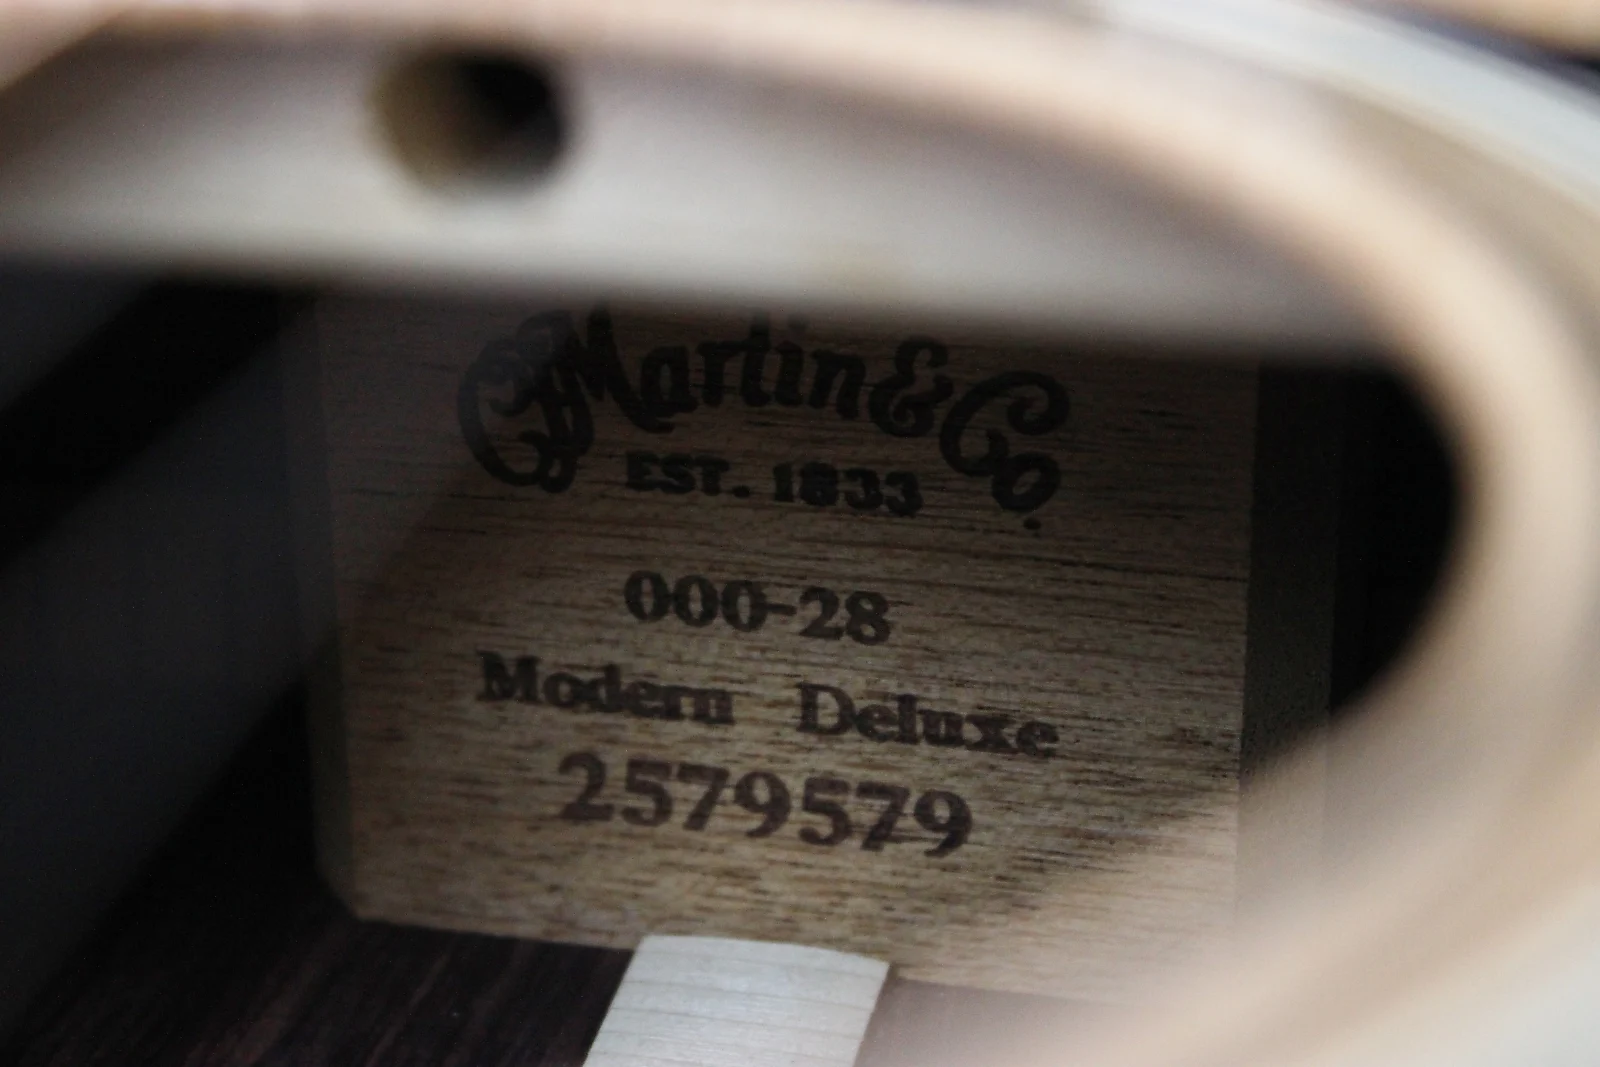 CFMartin & Co.
EST. 1833
000-28
Modern Deluxe
2579579